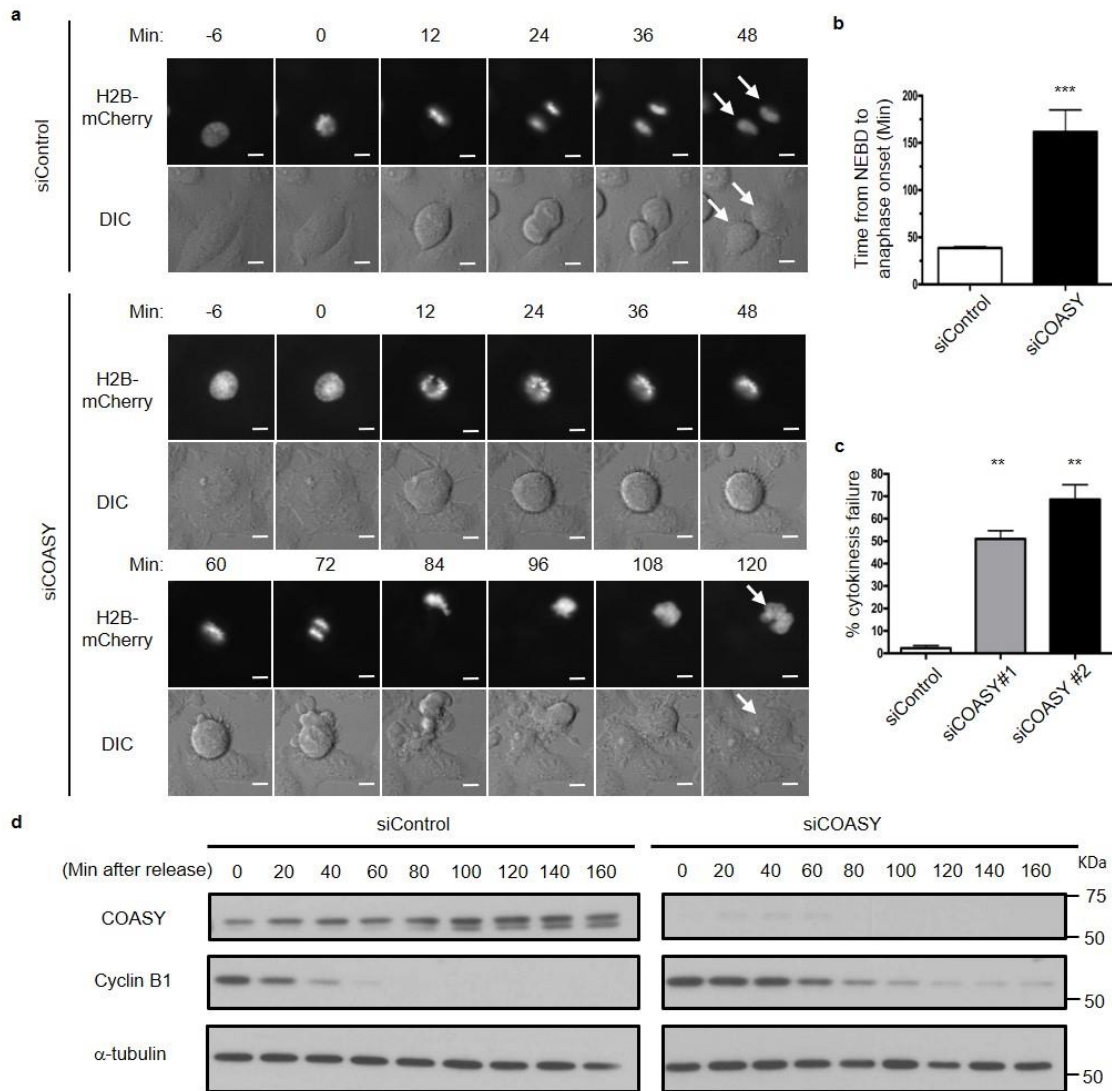 a
siControl
Min: -6 0 12 24 36 48
H2B-
mCherry
DIC
siCOASY
Min: -6 0 12 24 36 48
H2B-
mCherry
DIC
Min: 60 72 84 96 108 120
H2B-
mCherry
DIC
b
Time from NEBD to
anaphase onset (Min)
200
150
100
50
0
***
siControl
siCOASY
c
% cytokinesis failure
80
70
60
50
40
30
20
10
0
**
**
siControl
siCOASY#1
siCOASY #2
d
siControl siCOASY
(Min after release) 0 20 40 60 80 100 120 140 160 0 20 40 60 80 100 120 140 160 KDa
COASY 75
50
Cyclin B1 50
α-tubulin 50